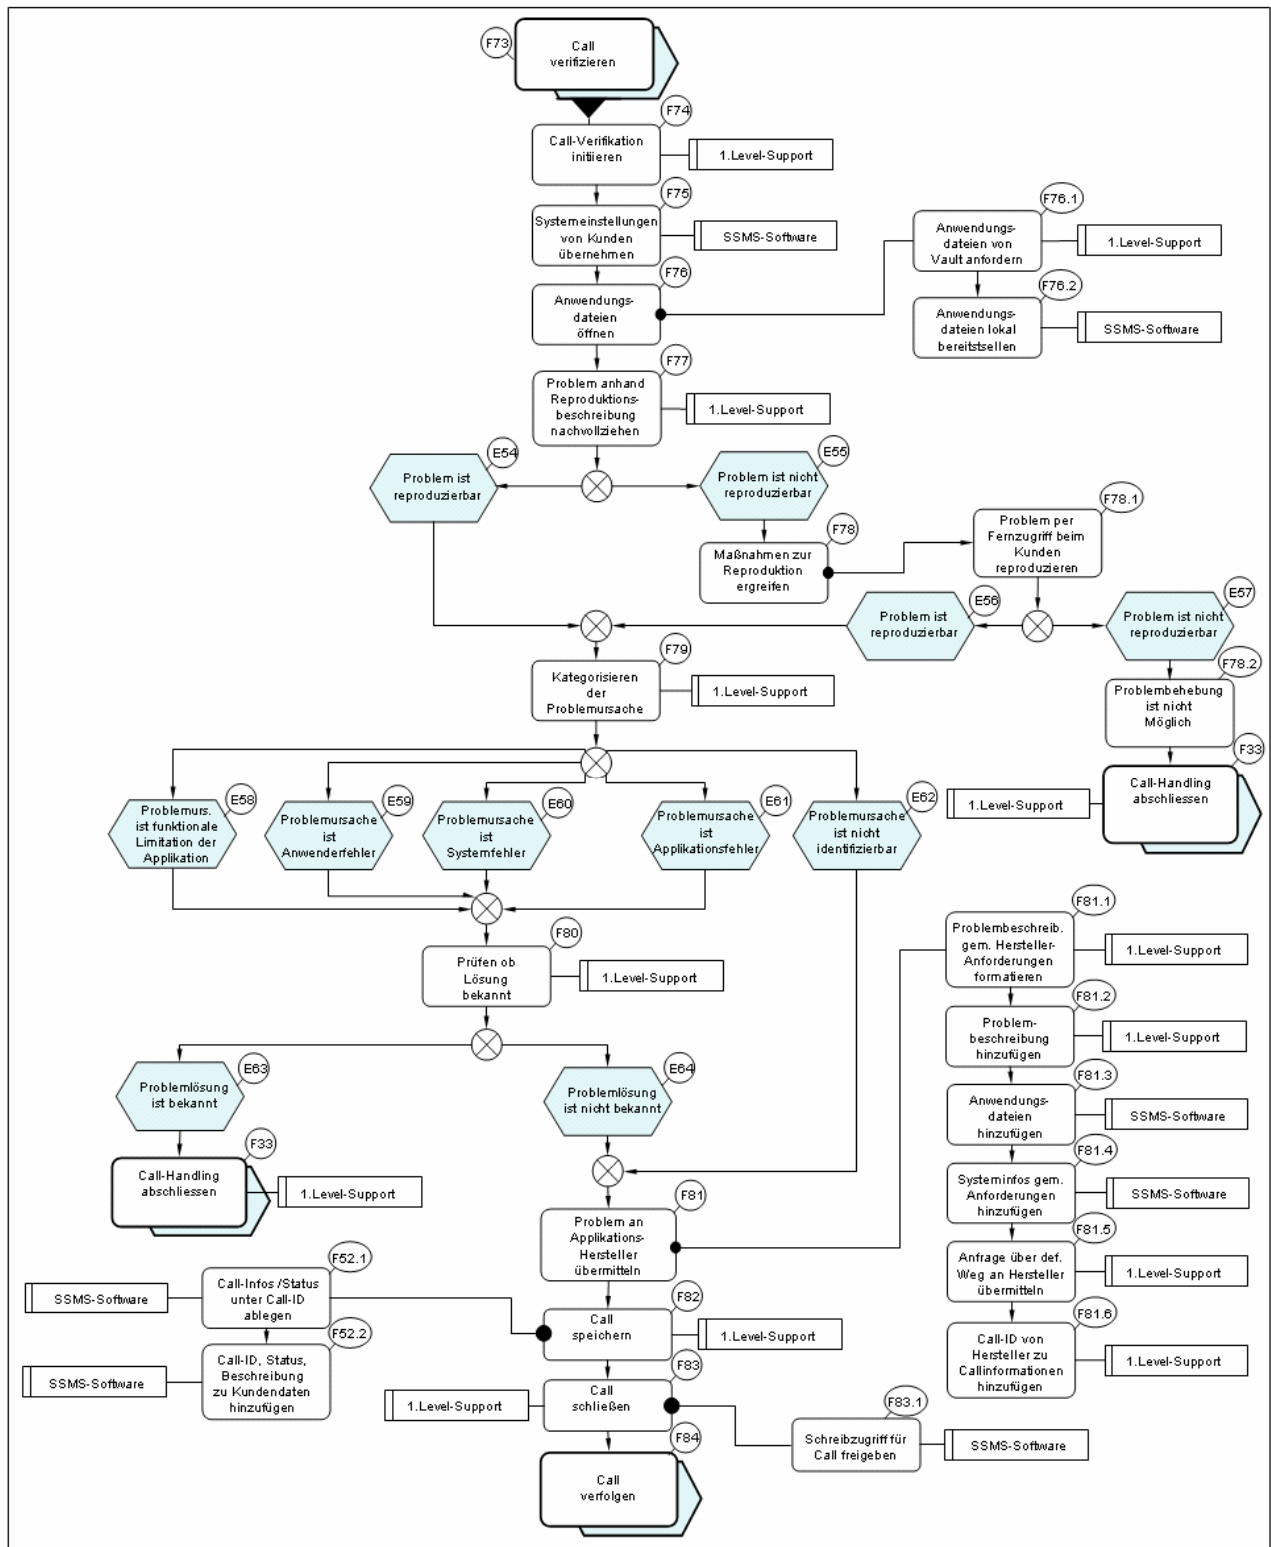 F73
Call
verifizieren
F74
Call-Verifikation
initiieren
1.Level-Support
F75
Systemeinstellungen
von Kunden
übernehmen
SSMS-Software
F76
Anwendungs-
dateien
öffnen
F76.1
Anwendungs-
dateien von
Vault anfordern
1.Level-Support
F76.2
Anwendungs-
dateien lokal
bereitstsellen
SSMS-Software
F77
Problem anhand
Reproduktions-
beschreibung
nachvollziehen
1.Level-Support
E54
Problem ist
reproduzierbar
E55
Problem ist nicht
reproduzierbar
F78
Maßnahmen zur
Reproduktion
ergreifen
F78.1
Problem per
Fernzugriff beim
Kunden
reproduzieren
E56
Problem ist
reproduzierbar
E57
Problem ist nicht
reproduzierbar
F78.2
Problembehebung
ist nicht
Möglich
F33
Call-Handling
abschliessen
1.Level-Support
F79
Kategorisieren
der
Problemursache
1.Level-Support
E58
Problemurs.
ist funktionale
Limitation der
Applikation
E59
Problemursache
ist
Anwenderfehler
E60
Problemursache
ist
Systemfehler
E61
Problemursache
ist
Applikationsfehler
E62
Problemursache
ist nicht
identifizierbar
F80
Prüfen ob
Lösung
bekannt
1.Level-Support
E63
Problemlösung
ist bekannt
E64
Problemlösung
ist nicht bekannt
F33
Call-Handling
abschliessen
1.Level-Support
F81
Problem an
Applikations-
Hersteller
übermitteln
F81.1
Problembeschreib.
gem. Hersteller-
Anforderungen
formatieren
1.Level-Support
F81.2
Problem-
beschreibung
hinzufügen
1.Level-Support
F81.3
Anwendungs-
dateien
hinzufügen
SSMS-Software
F81.4
Systeminfos gem.
Anforderungen
hinzufügen
SSMS-Software
F81.5
Anfrage über def.
Weg an Hersteller
übermitteln
1.Level-Support
F81.6
Call-ID von
Hersteller zu
Callinformationen
hinzufügen
1.Level-Support
F82
Call
speichern
1.Level-Support
F52.1
Call-Infos /Status
unter Call-ID
ablegen
SSMS-Software
F52.2
Call-ID, Status,
Beschreibung
zu Kundendaten
hinzufügen
SSMS-Software
F83
Call
schließen
1.Level-Support
F83.1
Schreibzugriff für
Call freigeben
SSMS-Software
F84
Call
verfolgen